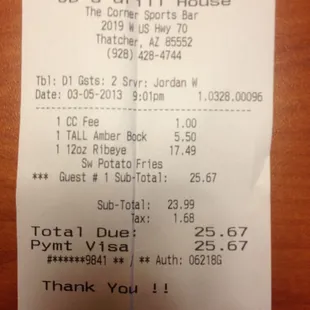 Grill House
The Corner Sports Bar
2019 W US Hwy 70
Thatcher, AZ 85552
(928) 428-4744
Tbl: D1 Gsts: 2 Srvr: Jordan W
Date: 03-05-2013 9:01pm 1.0328.00096
1 CC Fee 1.00
1 TALL Amber Bock 5.50
1 12oz Ribeye 17.49
Sw Potato Fries
*** Guest # 1 Sub-Total: 25.67
Sub-Total: 23.99
Tax: 1.68
Total Due: 25.67
Pymt Visa 25.67
#******9841 ** / ** Auth: 06218G
Thank You !!